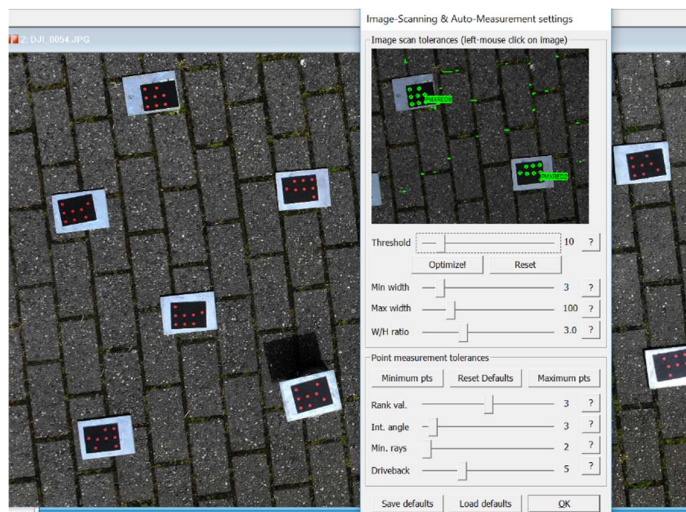 2: DJI_0054.JPG
Image-Scanning & Auto-Measurement settings
Image scan tolerances (left-mouse click on image)
Threshold 10 ?
Optimize! Reset
Min width 3 ?
Max width 100 ?
W/H ratio 3.0 ?
Point measurement tolerances
Minimum pts Reset Defaults Maximum pts
Rank val. 3 ?
Int. angle 3 ?
Min. rays 2 ?
Driveback 5 ?
Save defaults Load defaults OK